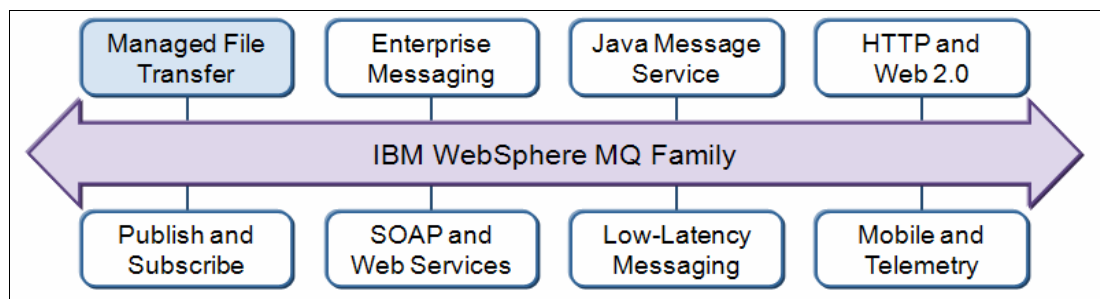 Managed File
Transfer
Enterprise
Messaging
Java Message
Service
HTTP and
Web 2.0
IBM WebSphere MQ Family
Publish and
Subscribe
SOAP and
Web Services
Low-Latency
Messaging
Mobile and
Telemetry